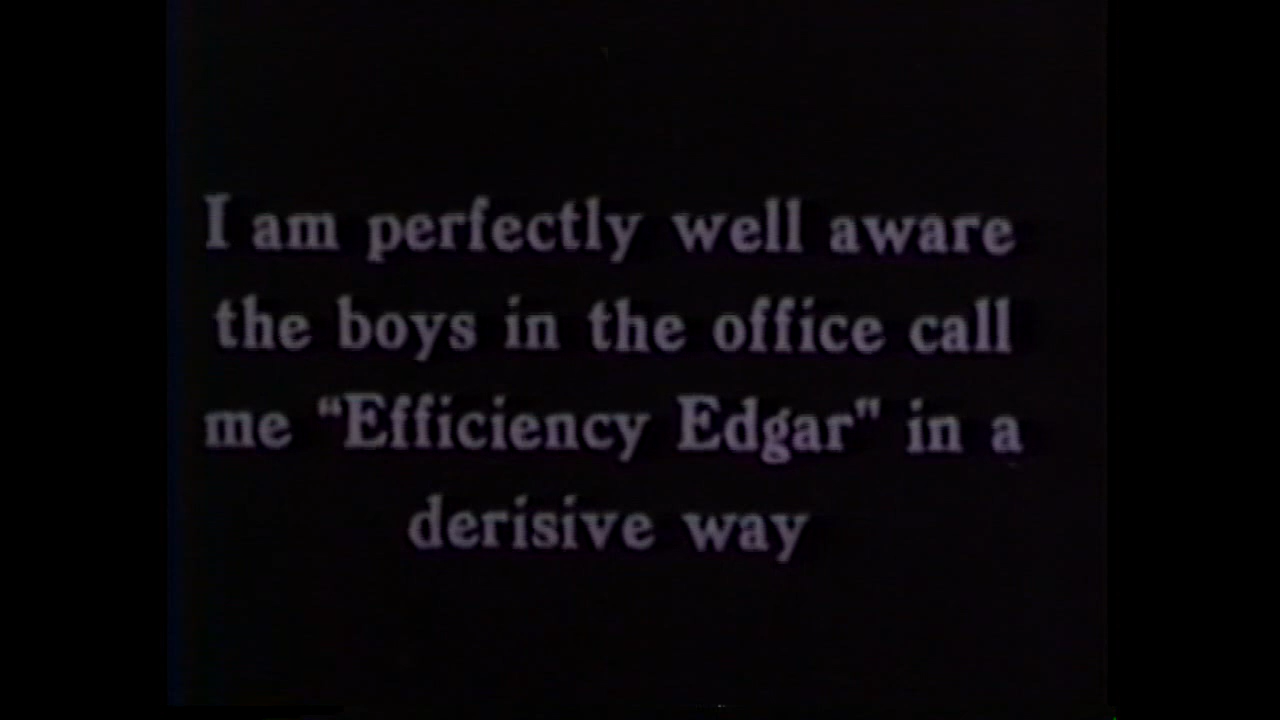 I am perfectly well aware
the boys in the office call
me “Efficiency Edgar" in a
derisive way